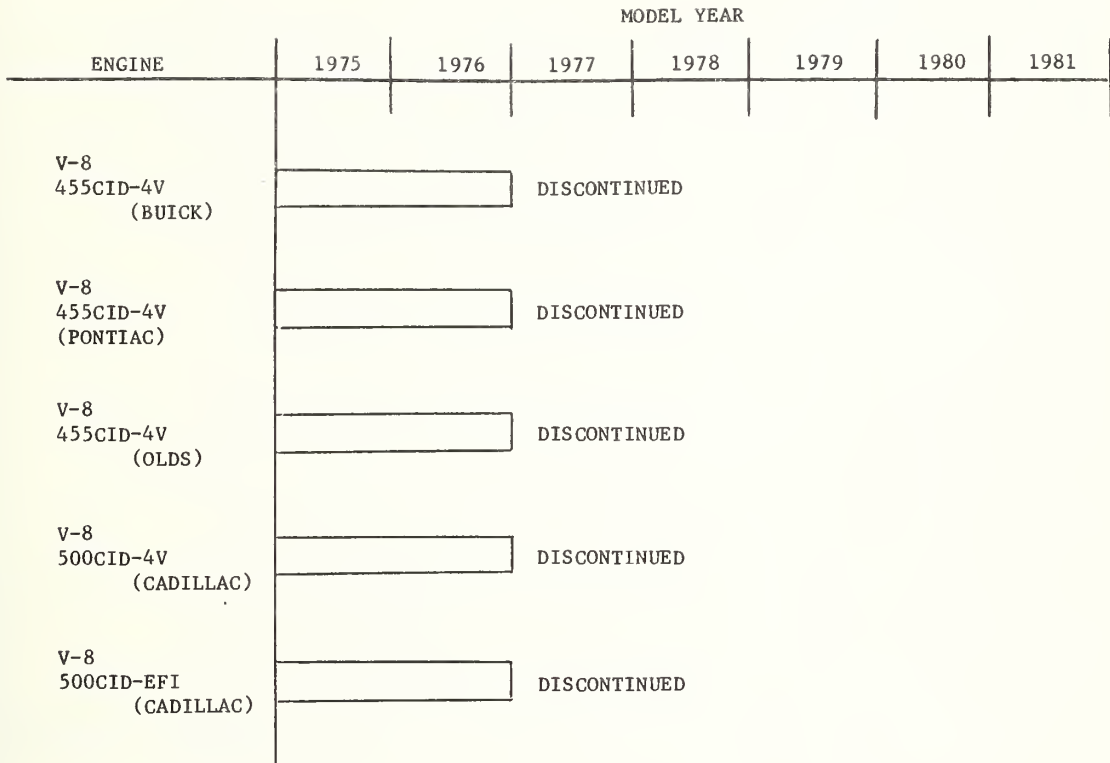 MODEL YEAR
ENGINE 1975 1976 1977 1978 1979 1980 1981
V-8
455CID-4V DISCONTINUED
(BUICK)
V-8
455CID-4V DISCONTINUED
(PONTIAC)
V-8
455CID-4V DISCONTINUED
(OLDS)
V-8
500CID-4V DISCONTINUED
(CADILLAC)
V-8
500CID-EFI DISCONTINUED
(CADILLAC)